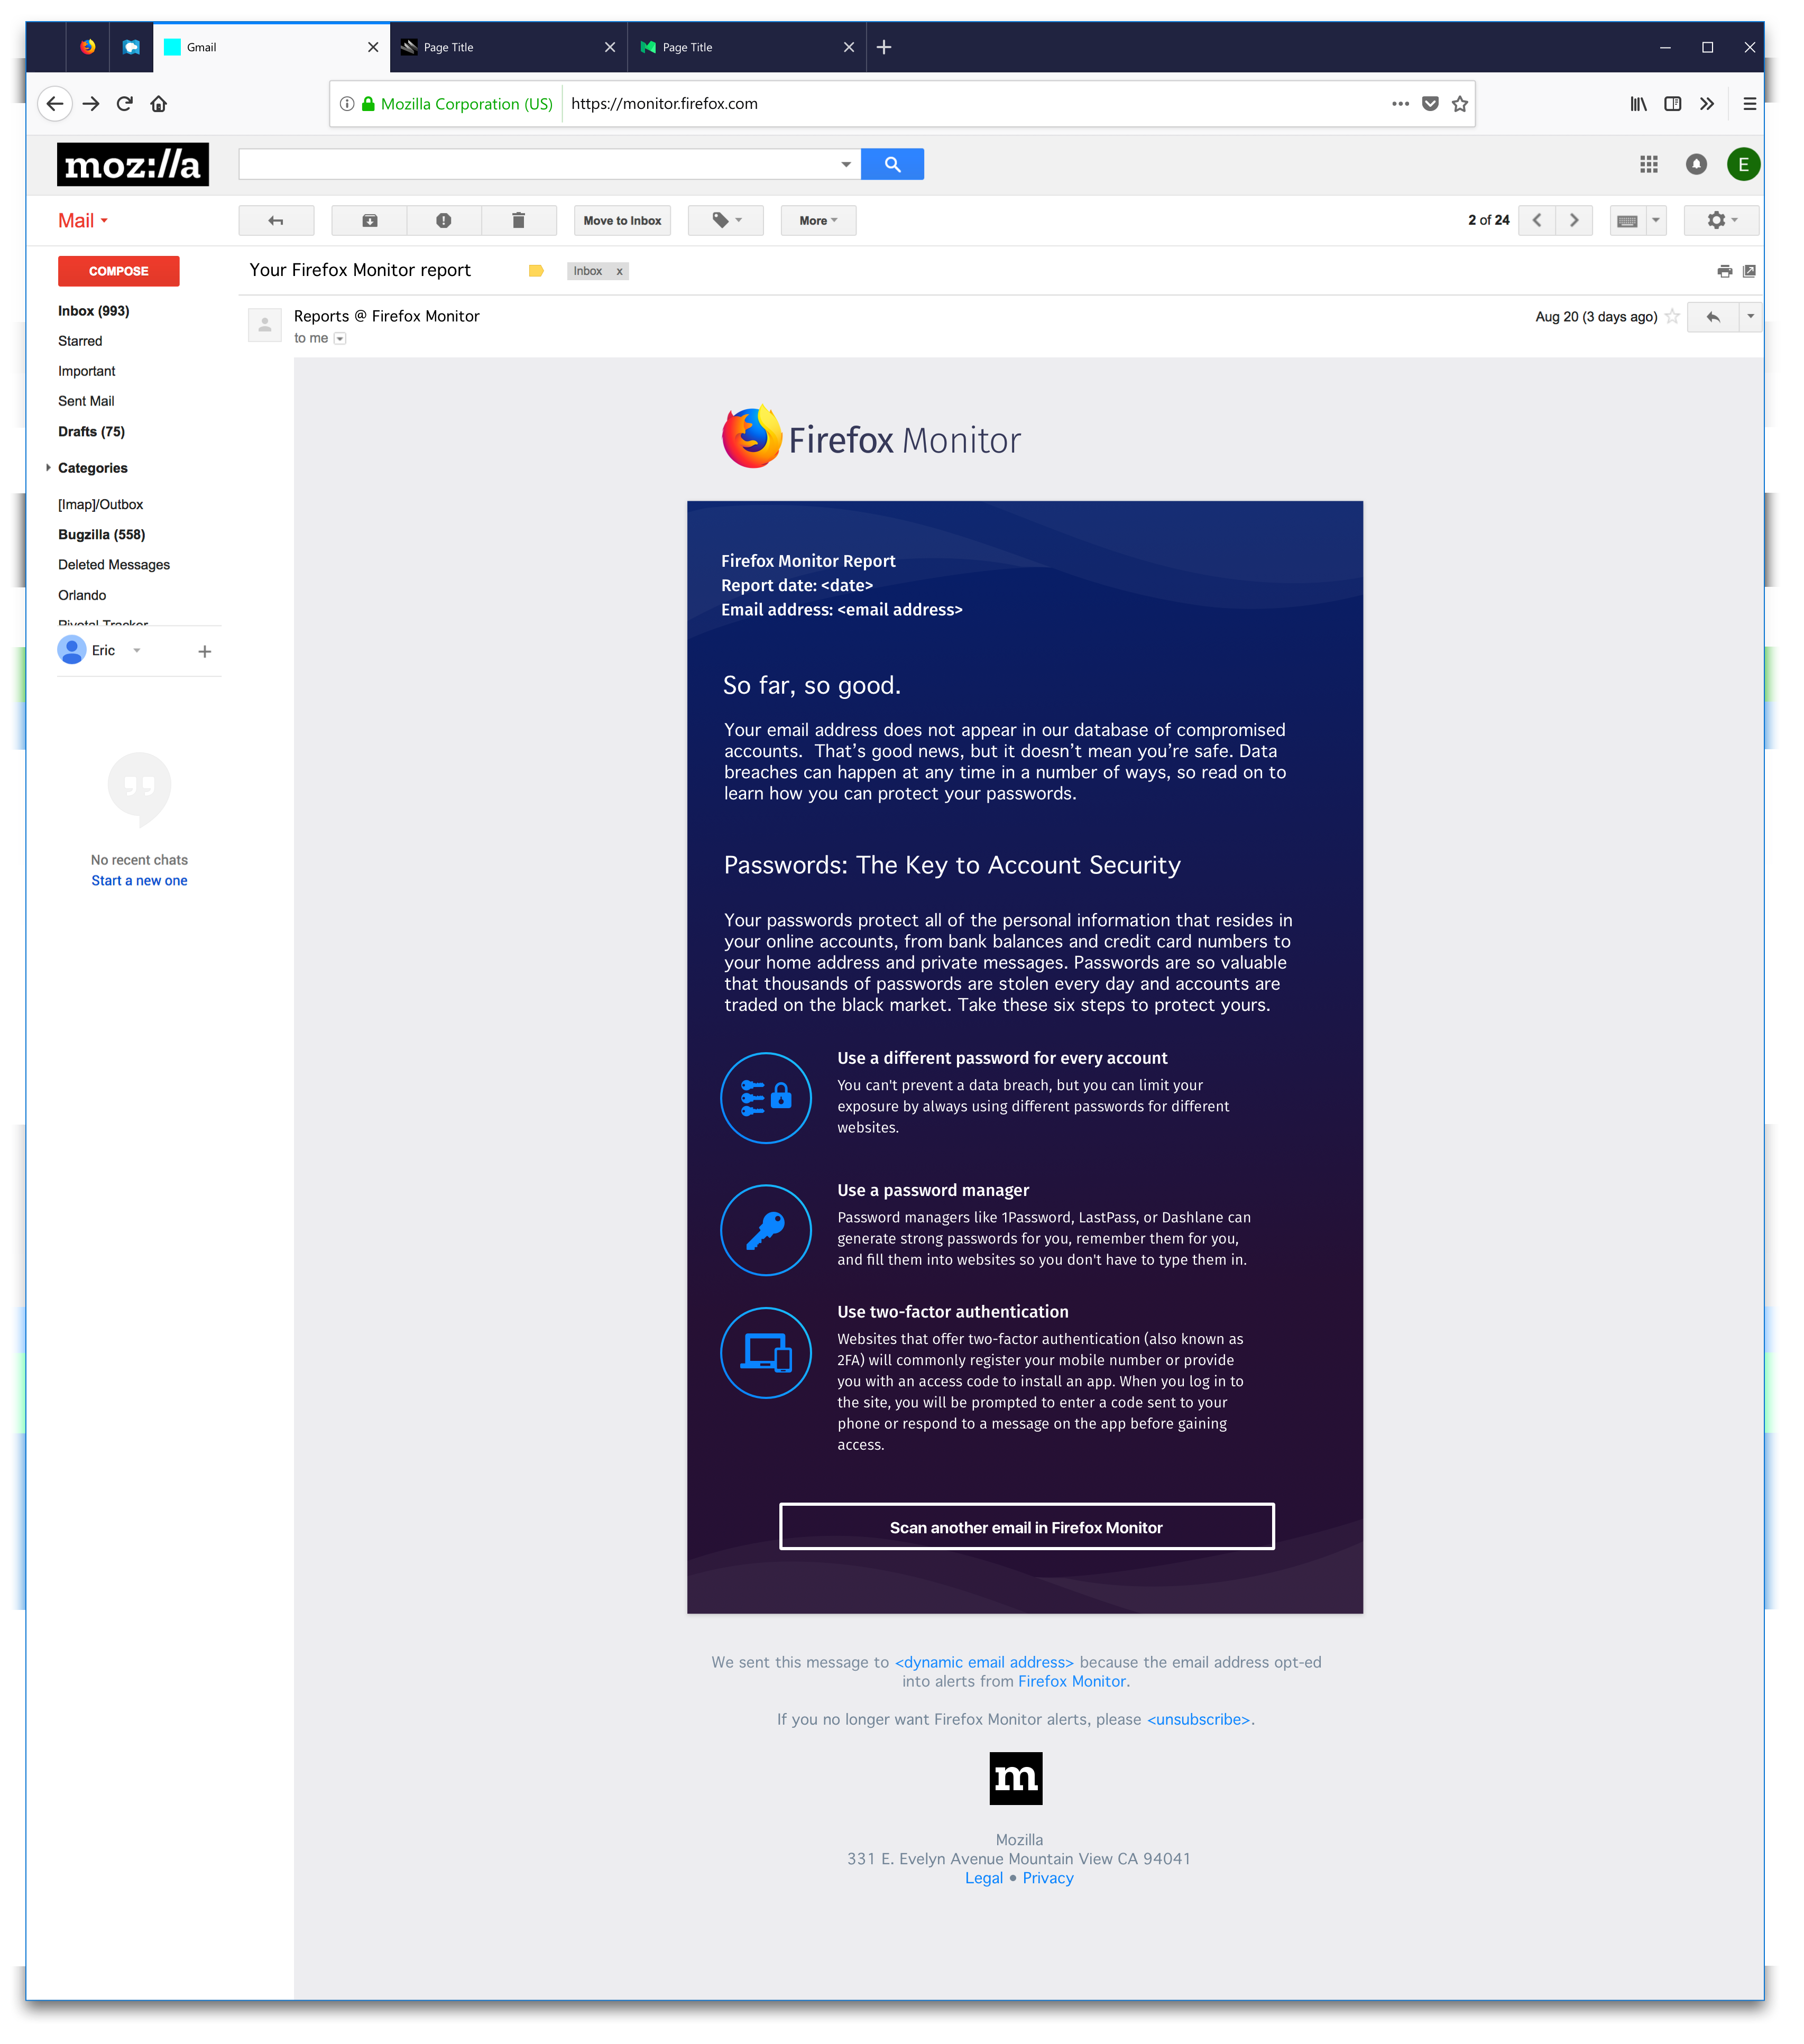 Gmail
Page Title
Page Title
Mozilla Corporation (US)
https://monitor.firefox.com
moz://a
E
Mail
Move to Inbox
More
2 of 24
COMPOSE
Your Firefox Monitor report
Inbox x
Inbox (993)
Starred
Important
Sent Mail
Drafts (75)
Categories
[Imap]/Outbox
Bugzilla (558)
Deleted Messages
Orlando
Pivotal Tracker
Eric
No recent chats
Start a new one
Reports @ Firefox Monitor
to me
Aug 20 (3 days ago)
Firefox Monitor
Firefox Monitor Report
Report date: <date>
Email address: <email address>
So far, so good.
Your email address does not appear in our database of compromised
accounts.  That’s good news, but it doesn’t mean you’re safe. Data
breaches can happen at any time in a number of ways, so read on to
learn how you can protect your passwords.
Passwords: The Key to Account Security
Your passwords protect all of the personal information that resides in
your online accounts, from bank balances and credit card numbers to
your home address and private messages. Passwords are so valuable
that thousands of passwords are stolen every day and accounts are
traded on the black market. Take these six steps to protect yours.
Use a different password for every account
You can't prevent a data breach, but you can limit your
exposure by always using different passwords for different
websites.
Use a password manager
Password managers like 1Password, LastPass, or Dashlane can
generate strong passwords for you, remember them for you,
and fill them into websites so you don't have to type them in.
Use two-factor authentication
Websites that offer two-factor authentication (also known as
2FA) will commonly register your mobile number or provide
you with an access code to install an app. When you log in to
the site, you will be prompted to enter a code sent to your
phone or respond to a message on the app before gaining
access.
Scan another email in Firefox Monitor
We sent this message to <dynamic email address> because the email address opt-ed
into alerts from Firefox Monitor.
If you no longer want Firefox Monitor alerts, please <unsubscribe>.
m
Mozilla
331 E. Evelyn Avenue Mountain View CA 94041
Legal • Privacy